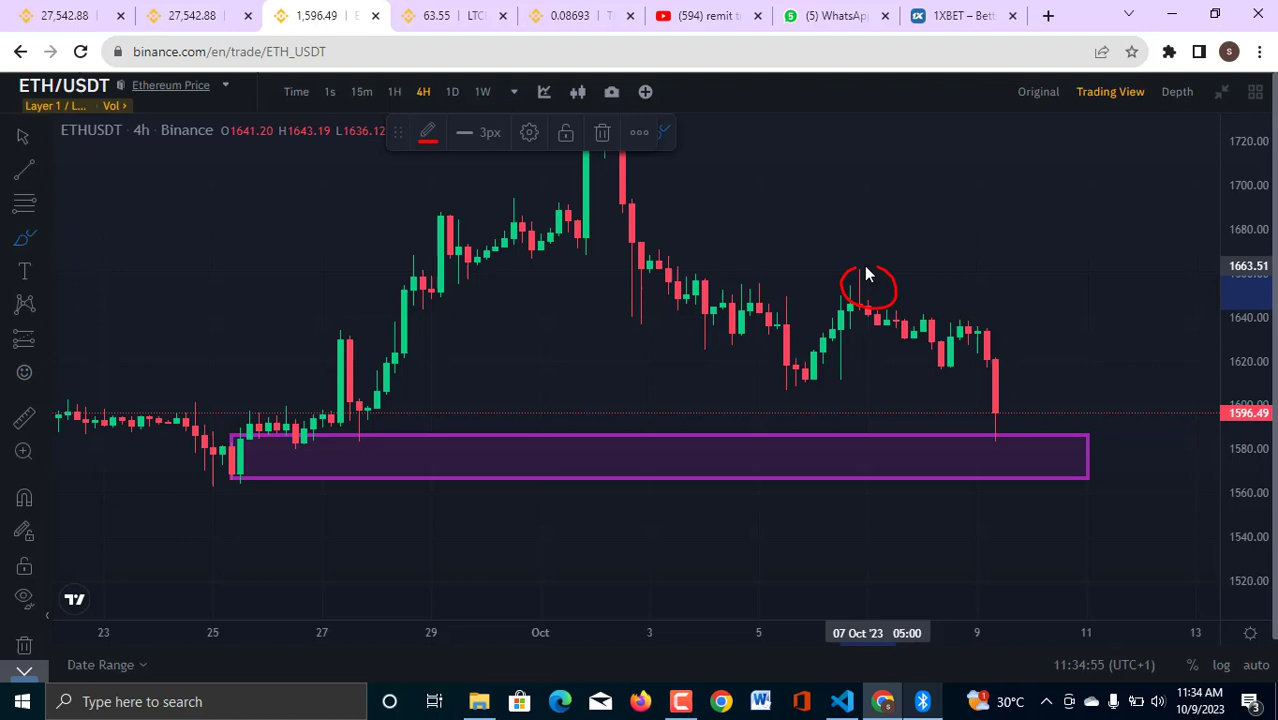 27,542.88
27,542.88
1,596.49 E
63.55 LTC
0.08693 T
(594) remit t
(5) WhatsAp
1XBET – Bett
binance.com/en/trade/ETH_USDT
S
ETH/USDT Ethereum Price
Layer 1 / L... Vol >
Time 1s 15m 1H 4H 1D 1W
Original Trading View Depth
ETHUSDT 4h Binance O1641.20 H1643.19 L1636.12
3px
1720.00
1700.00
1680.00
1663.51
1640.00
1620.00
1596.49
1580.00
1560.00
1540.00
1520.00
23 25 27 29 Oct 3 5 07 Oct '23 05:00 9 11 13
Date Range
11:34:55 (UTC+1) % log auto
Type here to search
30°C
11:34 AM
10/9/2023
3